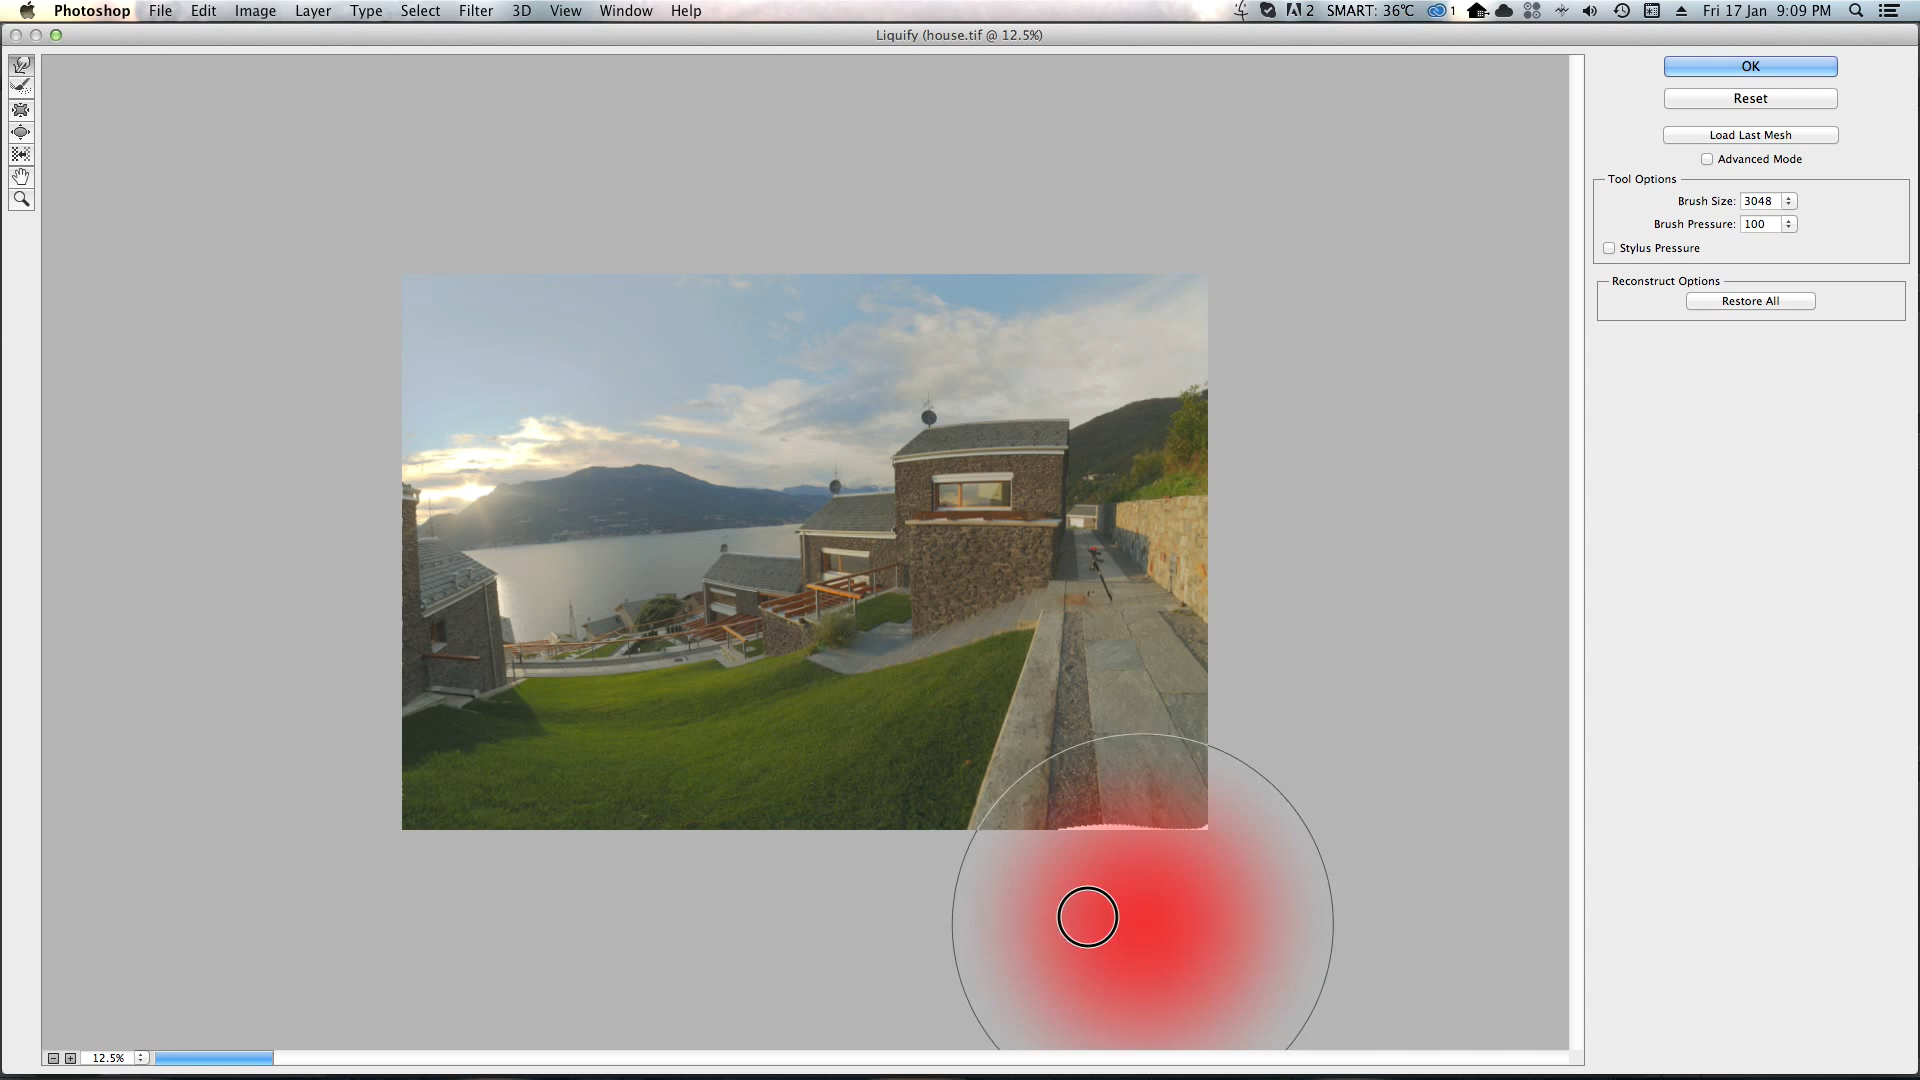 Photoshop File Edit Image Layer Type Select Filter 3D View Window Help 2 SMART: 36°C 1 Fri 17 Jan 9:09 PM
Liquify (house.tif @ 12.5%)
OK
Reset
Load Last Mesh
Advanced Mode
Tool Options
Brush Size: 3048
Brush Pressure: 100
Stylus Pressure
Reconstruct Options
Restore All
12.5%